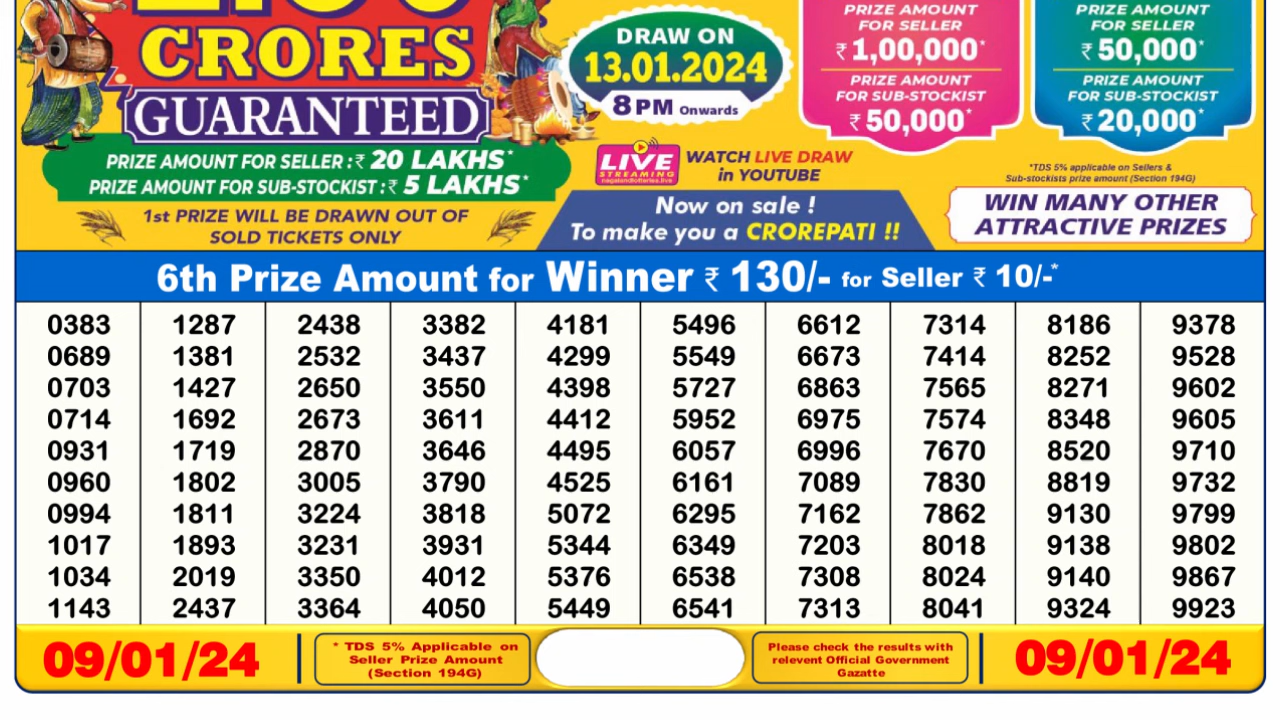 CRORES
GUARANTEED
PRIZE AMOUNT FOR SELLER :₹ 20 LAKHS*
PRIZE AMOUNT FOR SUB-STOCKIST :₹ 5 LAKHS*
1st PRIZE WILL BE DRAWN OUT OF
SOLD TICKETS ONLY
DRAW ON
13.01.2024
8PM Onwards
LIVE
STREAMING
nagalandlotteries.live
WATCH LIVE DRAW
in YOUTUBE
Now on sale !
To make you a CROREPATI !!
PRIZE AMOUNT
FOR SELLER
₹ 1,00,000*
PRIZE AMOUNT
FOR SUB-STOCKIST
₹ 50,000*
PRIZE AMOUNT
FOR SELLER
₹ 50,000*
PRIZE AMOUNT
FOR SUB-STOCKIST
₹ 20,000*
*TDS 5% applicable on Sellers &
Sub-stockists prize amount (Section 194G)
WIN MANY OTHER
ATTRACTIVE PRIZES
6th Prize Amount for Winner ₹ 130/- for Seller ₹ 10/-*
0383 1287 2438 3382 4181 5496 6612 7314 8186 9378
0689 1381 2532 3437 4299 5549 6673 7414 8252 9528
0703 1427 2650 3550 4398 5727 6863 7565 8271 9602
0714 1692 2673 3611 4412 5952 6975 7574 8348 9605
0931 1719 2870 3646 4495 6057 6996 7670 8520 9710
0960 1802 3005 3790 4525 6161 7089 7830 8819 9732
0994 1811 3224 3818 5072 6295 7162 7862 9130 9799
1017 1893 3231 3931 5344 6349 7203 8018 9138 9802
1034 2019 3350 4012 5376 6538 7308 8024 9140 9867
1143 2437 3364 4050 5449 6541 7313 8041 9324 9923
09/01/24
* TDS 5% Applicable on
Seller Prize Amount
(Section 194G)
Please check the results with
relevent Official Government
Gazatte
09/01/24